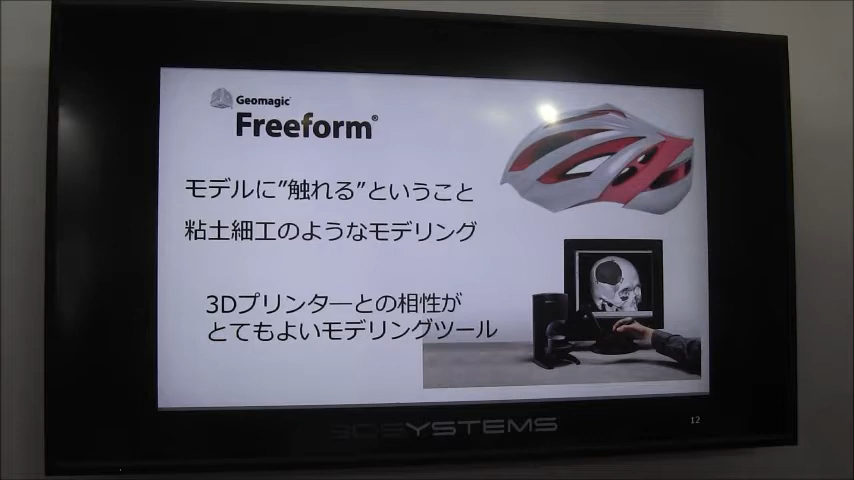 Geomagic
Freeform®
モデルに”触れる”ということ
粘土細工のようなモデリング
3Dプリンターとの相性が
とてもよいモデリングツール
3DSYSTEMS
12